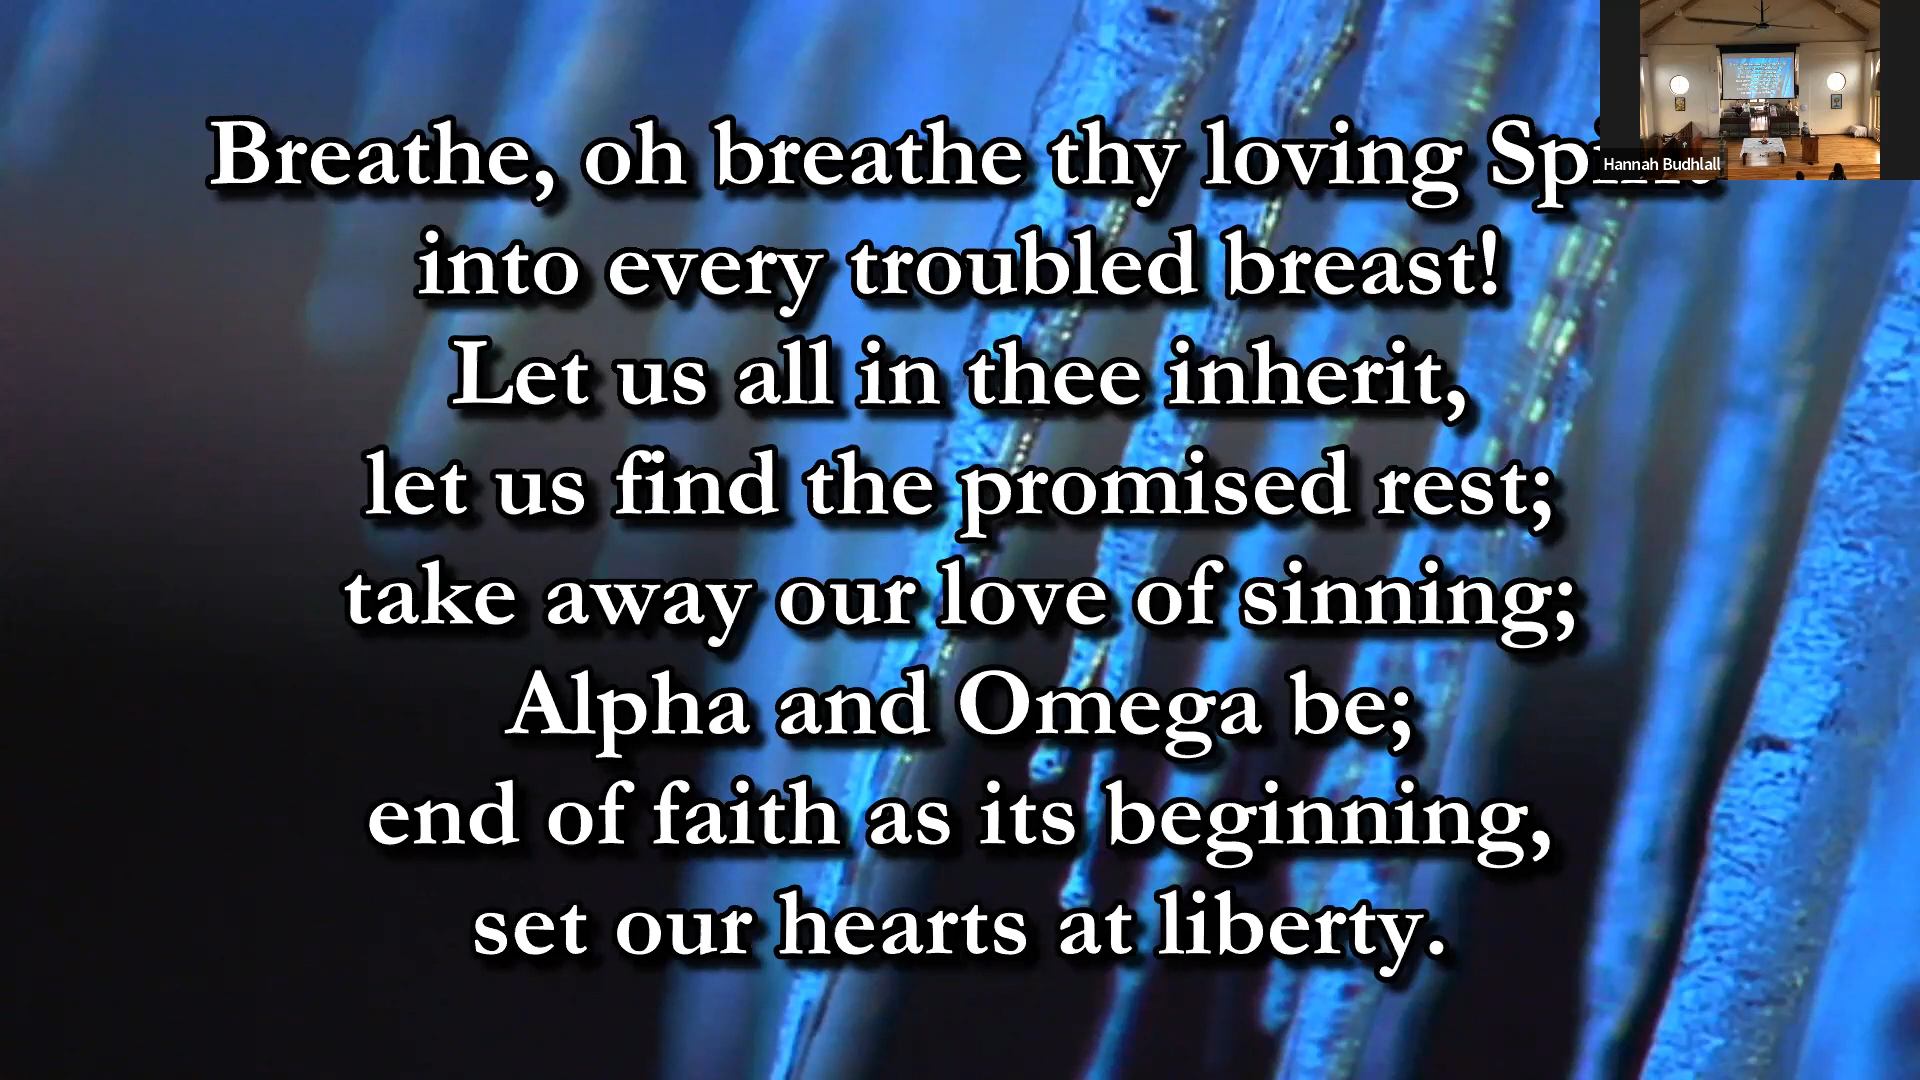 Breathe, oh breathe thy loving
into every troubled breast!
Let us all in thee inherit,
let us find the promised rest;
take away our love of sinning;
Alpha and Omega be;
end of faith as its beginning,
set our hearts at liberty.
Hannah Budhlall